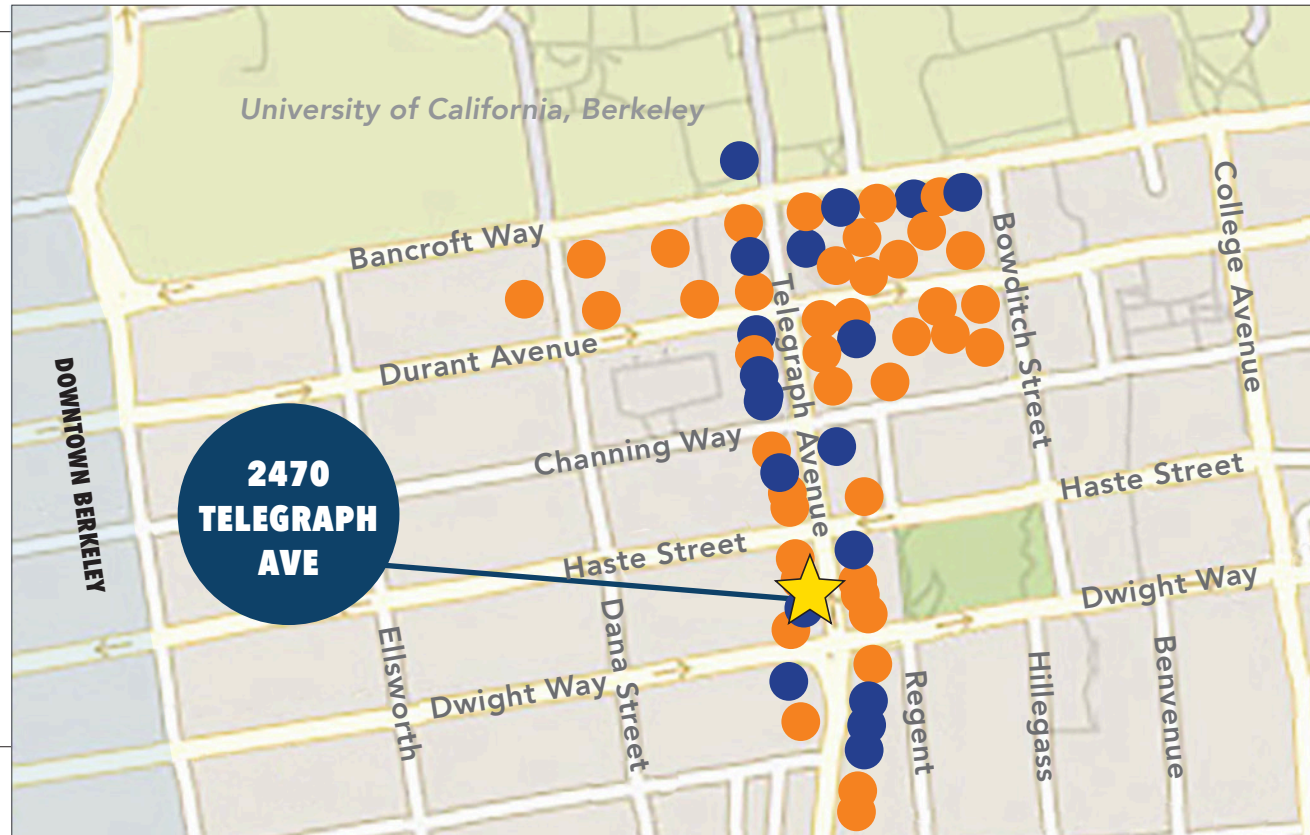 University of California, Berkeley
Bancroft Way
Durant Avenue
Channing Way
Haste Street
Dwight Way
Telegraph Avenue
Bowditch Street
College Avenue
Haste Street
Dwight Way
DOWNTOWN BERKELEY
2470
TELEGRAPH
AVE
Ellsworth
Dana Street
Regent
Hillegass
Benvenue